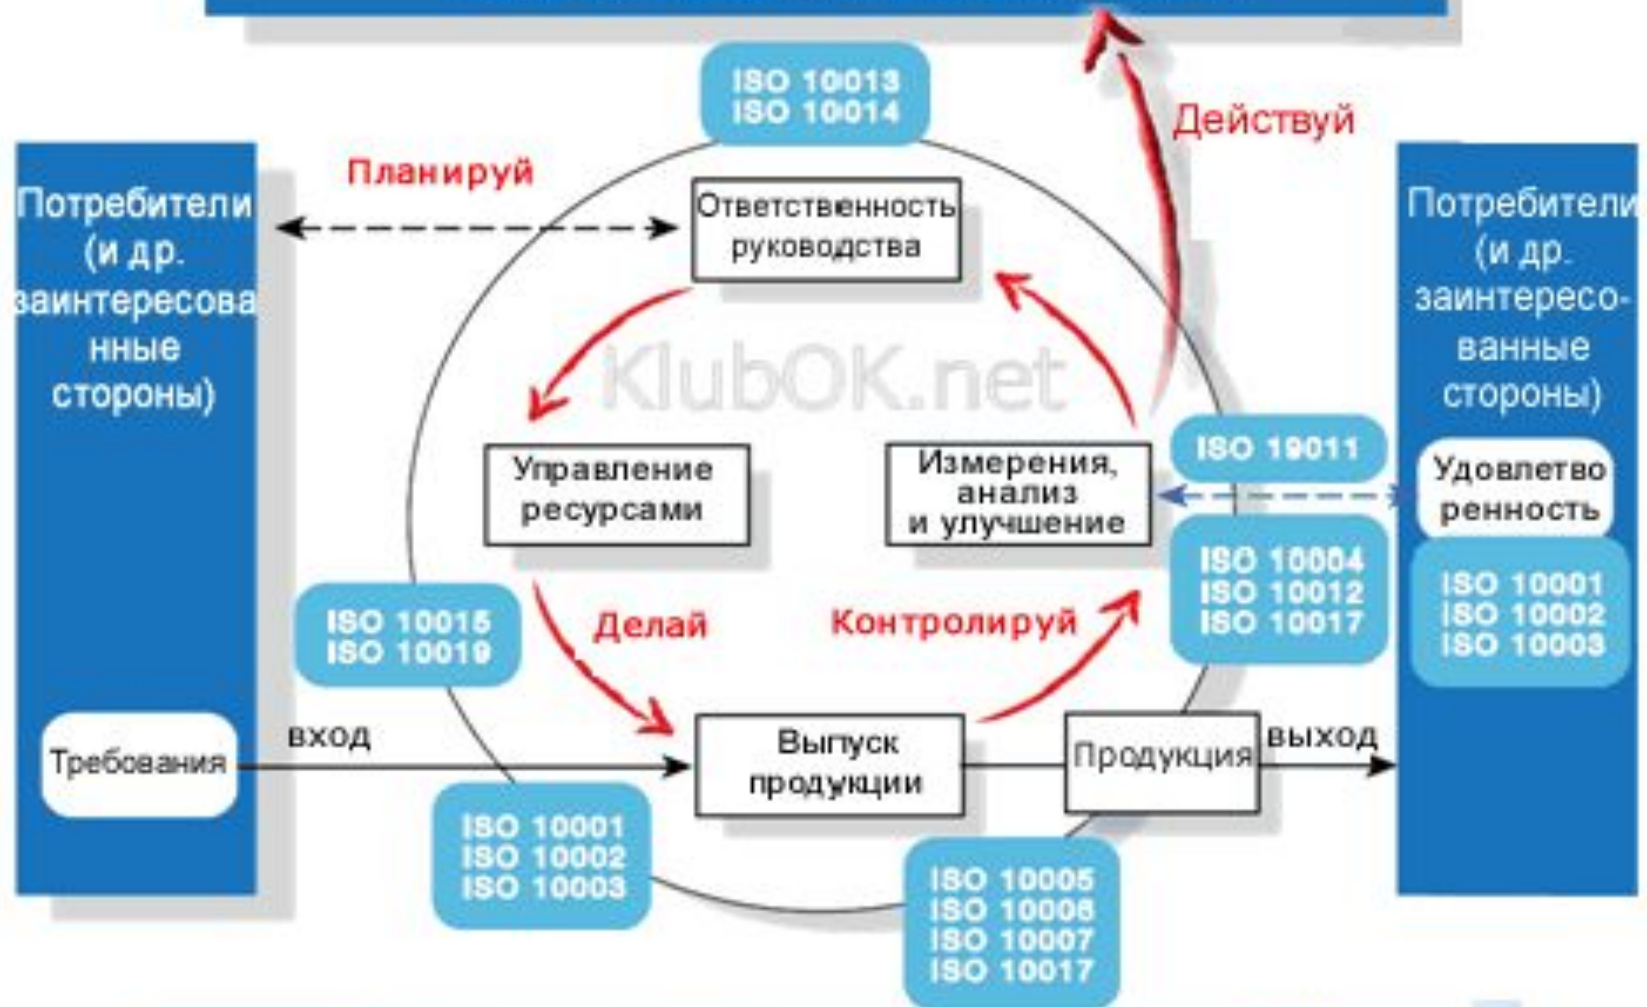 ISO 10013
ISO 10014
Действуй
Планируй
Потребители
(и др.
заинтересова
нные
стороны)
Ответственность
руководства
Потребители
(и др.
заинтересо-
ванные
стороны)
KlubOK.net
Управление
ресурсами
Измерения,
анализ
и улучшение
ISO 19011
Удовлетво
ренность
ISO 10004
ISO 10012
ISO 10017
ISO 10001
ISO 10002
ISO 10003
ISO 10015
ISO 10019
Делай
Контролируй
Требования
вход
Выпуск
продукции
Продукция
выход
ISO 10001
ISO 10002
ISO 10003
ISO 10005
ISO 10006
ISO 10007
ISO 10017